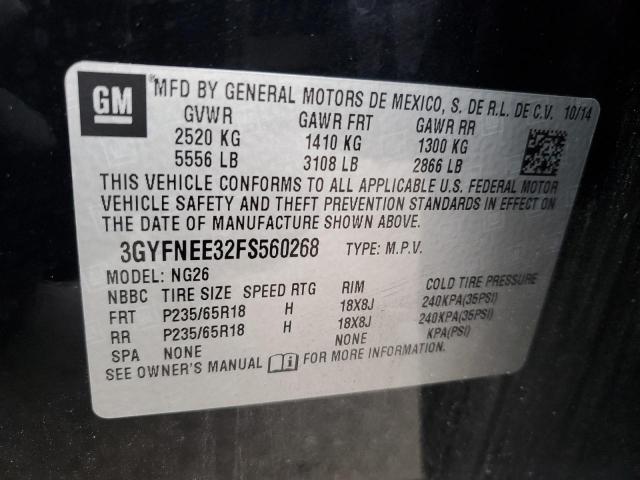 GM
MFD BY GENERAL MOTORS DE MEXICO, S. DE R.L. DE C.V. 10/14
GVWR GAWR FRT GAWR RR
2520 KG 1410 KG 1300 KG
5556 LB 3108 LB 2866 LB
THIS VEHICLE CONFORMS TO ALL APPLICABLE U.S. FEDERAL MOTOR
VEHICLE SAFETY AND THEFT PREVENTION STANDARDS IN EFFECT ON
THE DATE OF MANUFACTURE SHOWN ABOVE.
3GYFNEE32FS560268 TYPE: M.P.V.
MODEL: NG26
NBBC TIRE SIZE SPEED RTG RIM COLD TIRE PRESSURE
FRT P235/65R18 H 18X8J 240KPA(35PSI)
RR P235/65R18 H 18X8J 240KPA(35PSI)
SPA NONE NONE KPA(PSI)
SEE OWNER'S MANUAL FOR MORE INFORMATION.